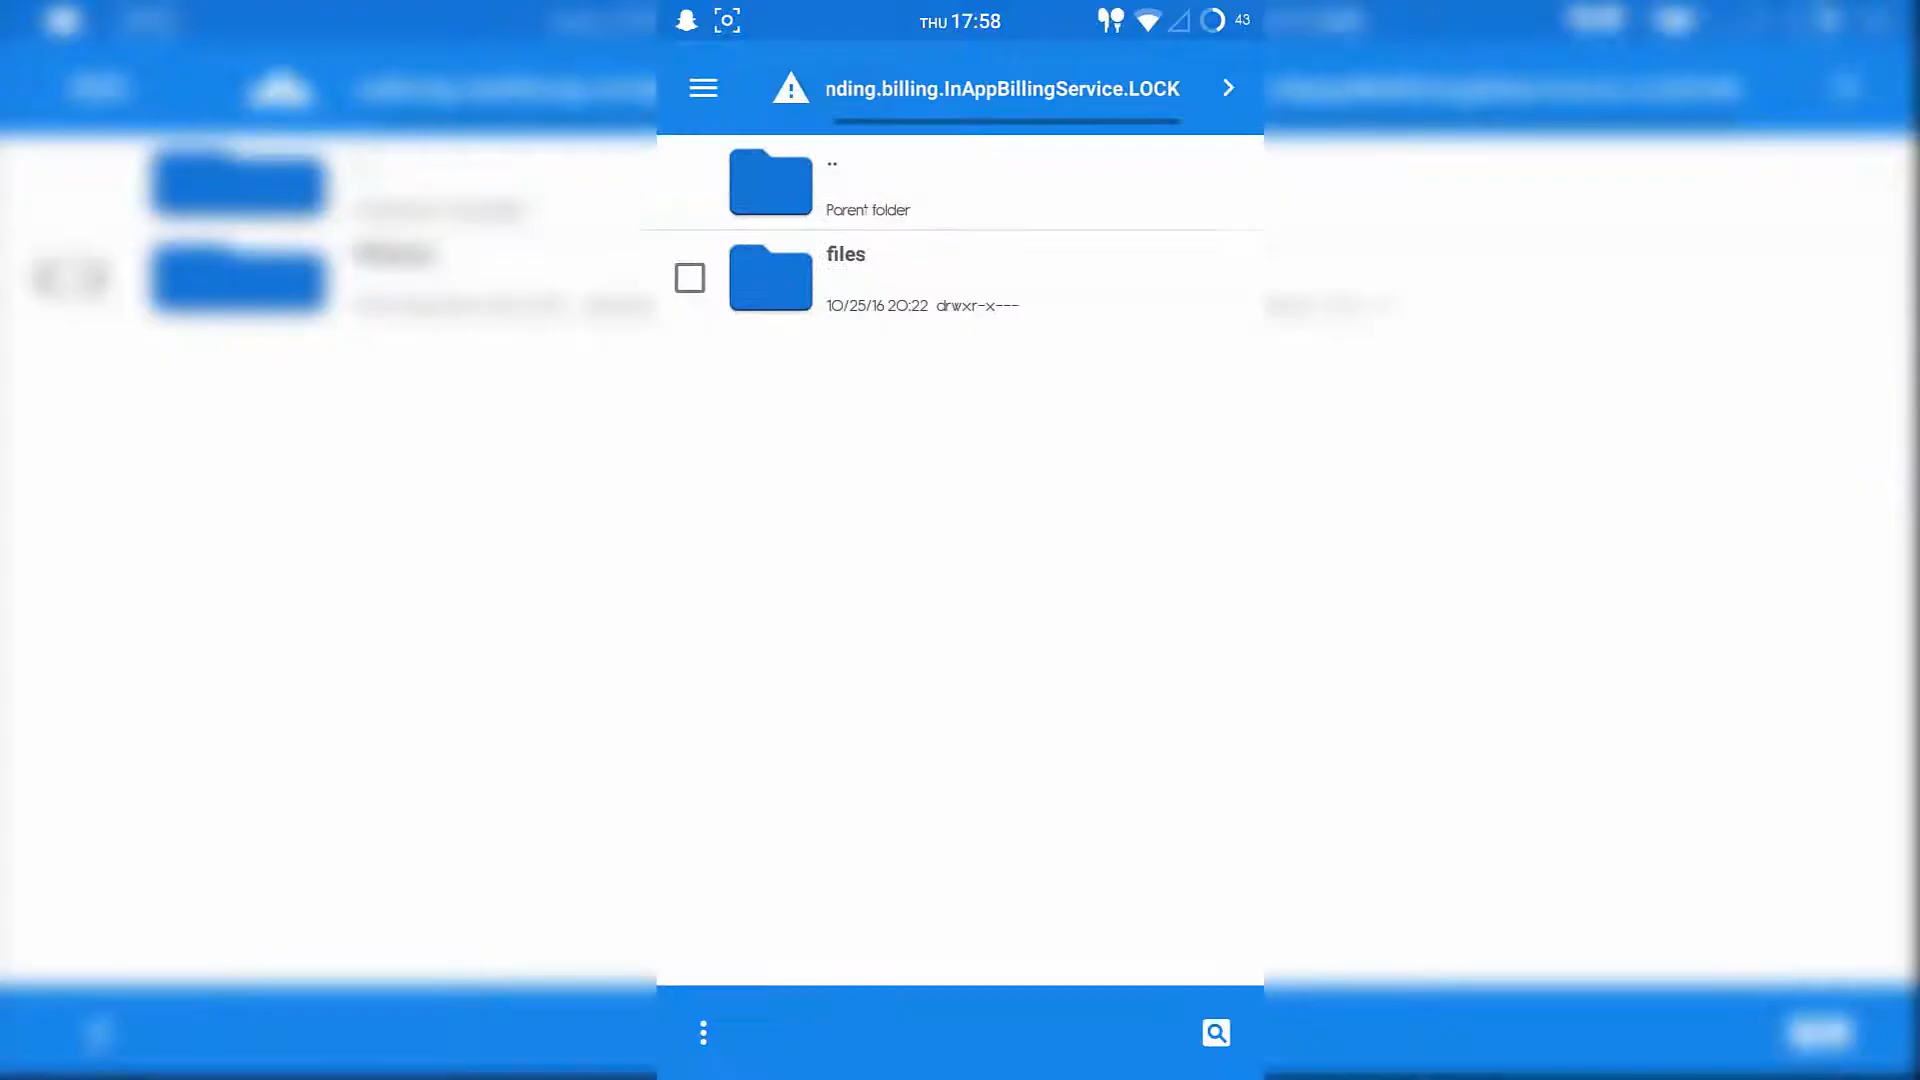 THU 17:58
43
nding.billing.InAppBillingService.LOCK
..
Parent folder
files
10/25/16 20:22 drwxr-x---